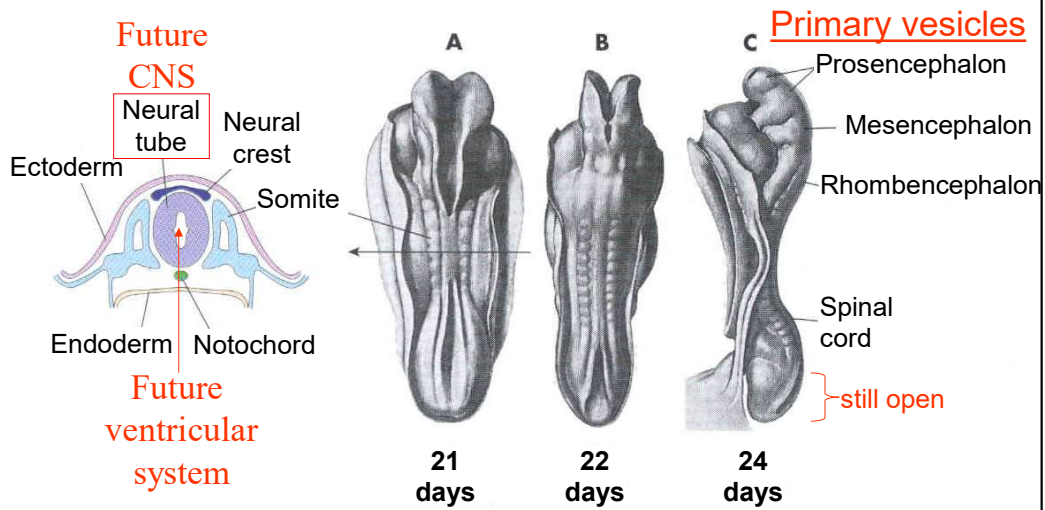 Primary vesicles
Future
CNS
Neural
tube
Neural
crest
Ectoderm
Somite
Endoderm
Notochord
Future
ventricular
system
A
B
C
Prosencephalon
Mesencephalon
Rhombencephalon
Spinal
cord
still open
21
days
22
days
24
days